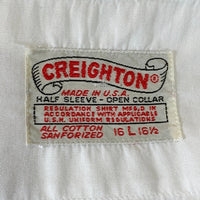 CREIGHTON®
MADE IN U.S.A.
HALF SLEEVE - OPEN COLLAR
REGULATION SHIRT MFG.D IN
ACCORDANCE WITH APPLICABLE
U.S.N. UNIFORM REGULATIONS
ALL COTTON
SANFORIZED 16 L 16½